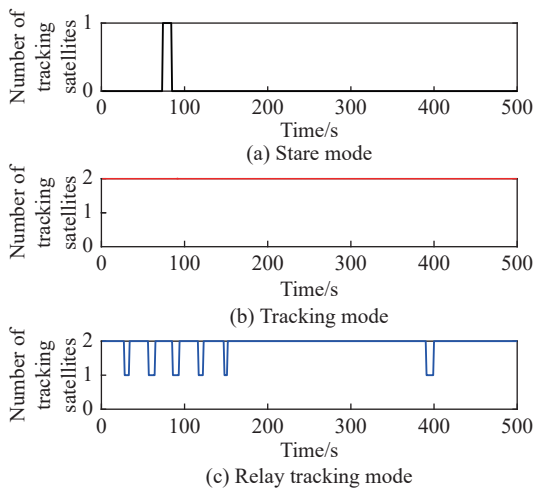 Number of
tracking
satellites
1
0
0 100 200 300 400 500
Time/s
(a) Stare mode
Number of
tracking
satellites
2
1
0
0 100 200 300 400 500
Time/s
(b) Tracking mode
Number of
tracking
satellites
2
1
0
0 100 200 300 400 500
Time/s
(c) Relay tracking mode